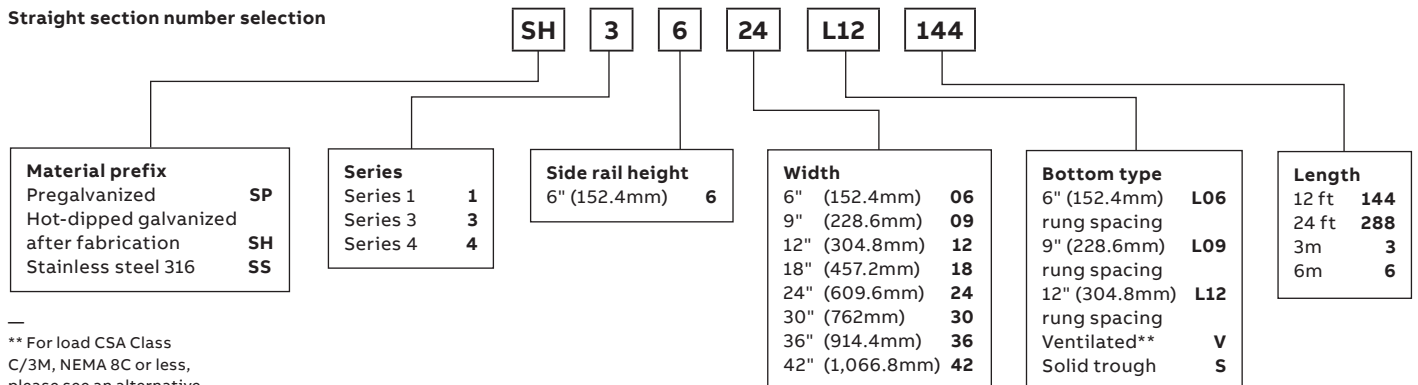 Straight section number selection
SH 3 6 24 L12 144
Material prefix
Pregalvanized SP
Hot-dipped galvanized
after fabrication SH
Stainless steel 316 SS
Series
Series 1 1
Series 3 3
Series 4 4
Side rail height
6" (152.4mm) 6
Width
6" (152.4mm) 06
9" (228.6mm) 09
12" (304.8mm) 12
18" (457.2mm) 18
24" (609.6mm) 24
30" (762mm) 30
36" (914.4mm) 36
42" (1,066.8mm) 42
Bottom type
6" (152.4mm) L06
rung spacing
9" (228.6mm) L09
rung spacing
12" (304.8mm) L12
rung spacing
Ventilated** V
Solid trough S
Length
12 ft 144
24 ft 288
3m 3
6m 6
—
** For load CSA Class
C/3M, NEMA 8C or less,
please see an alternative